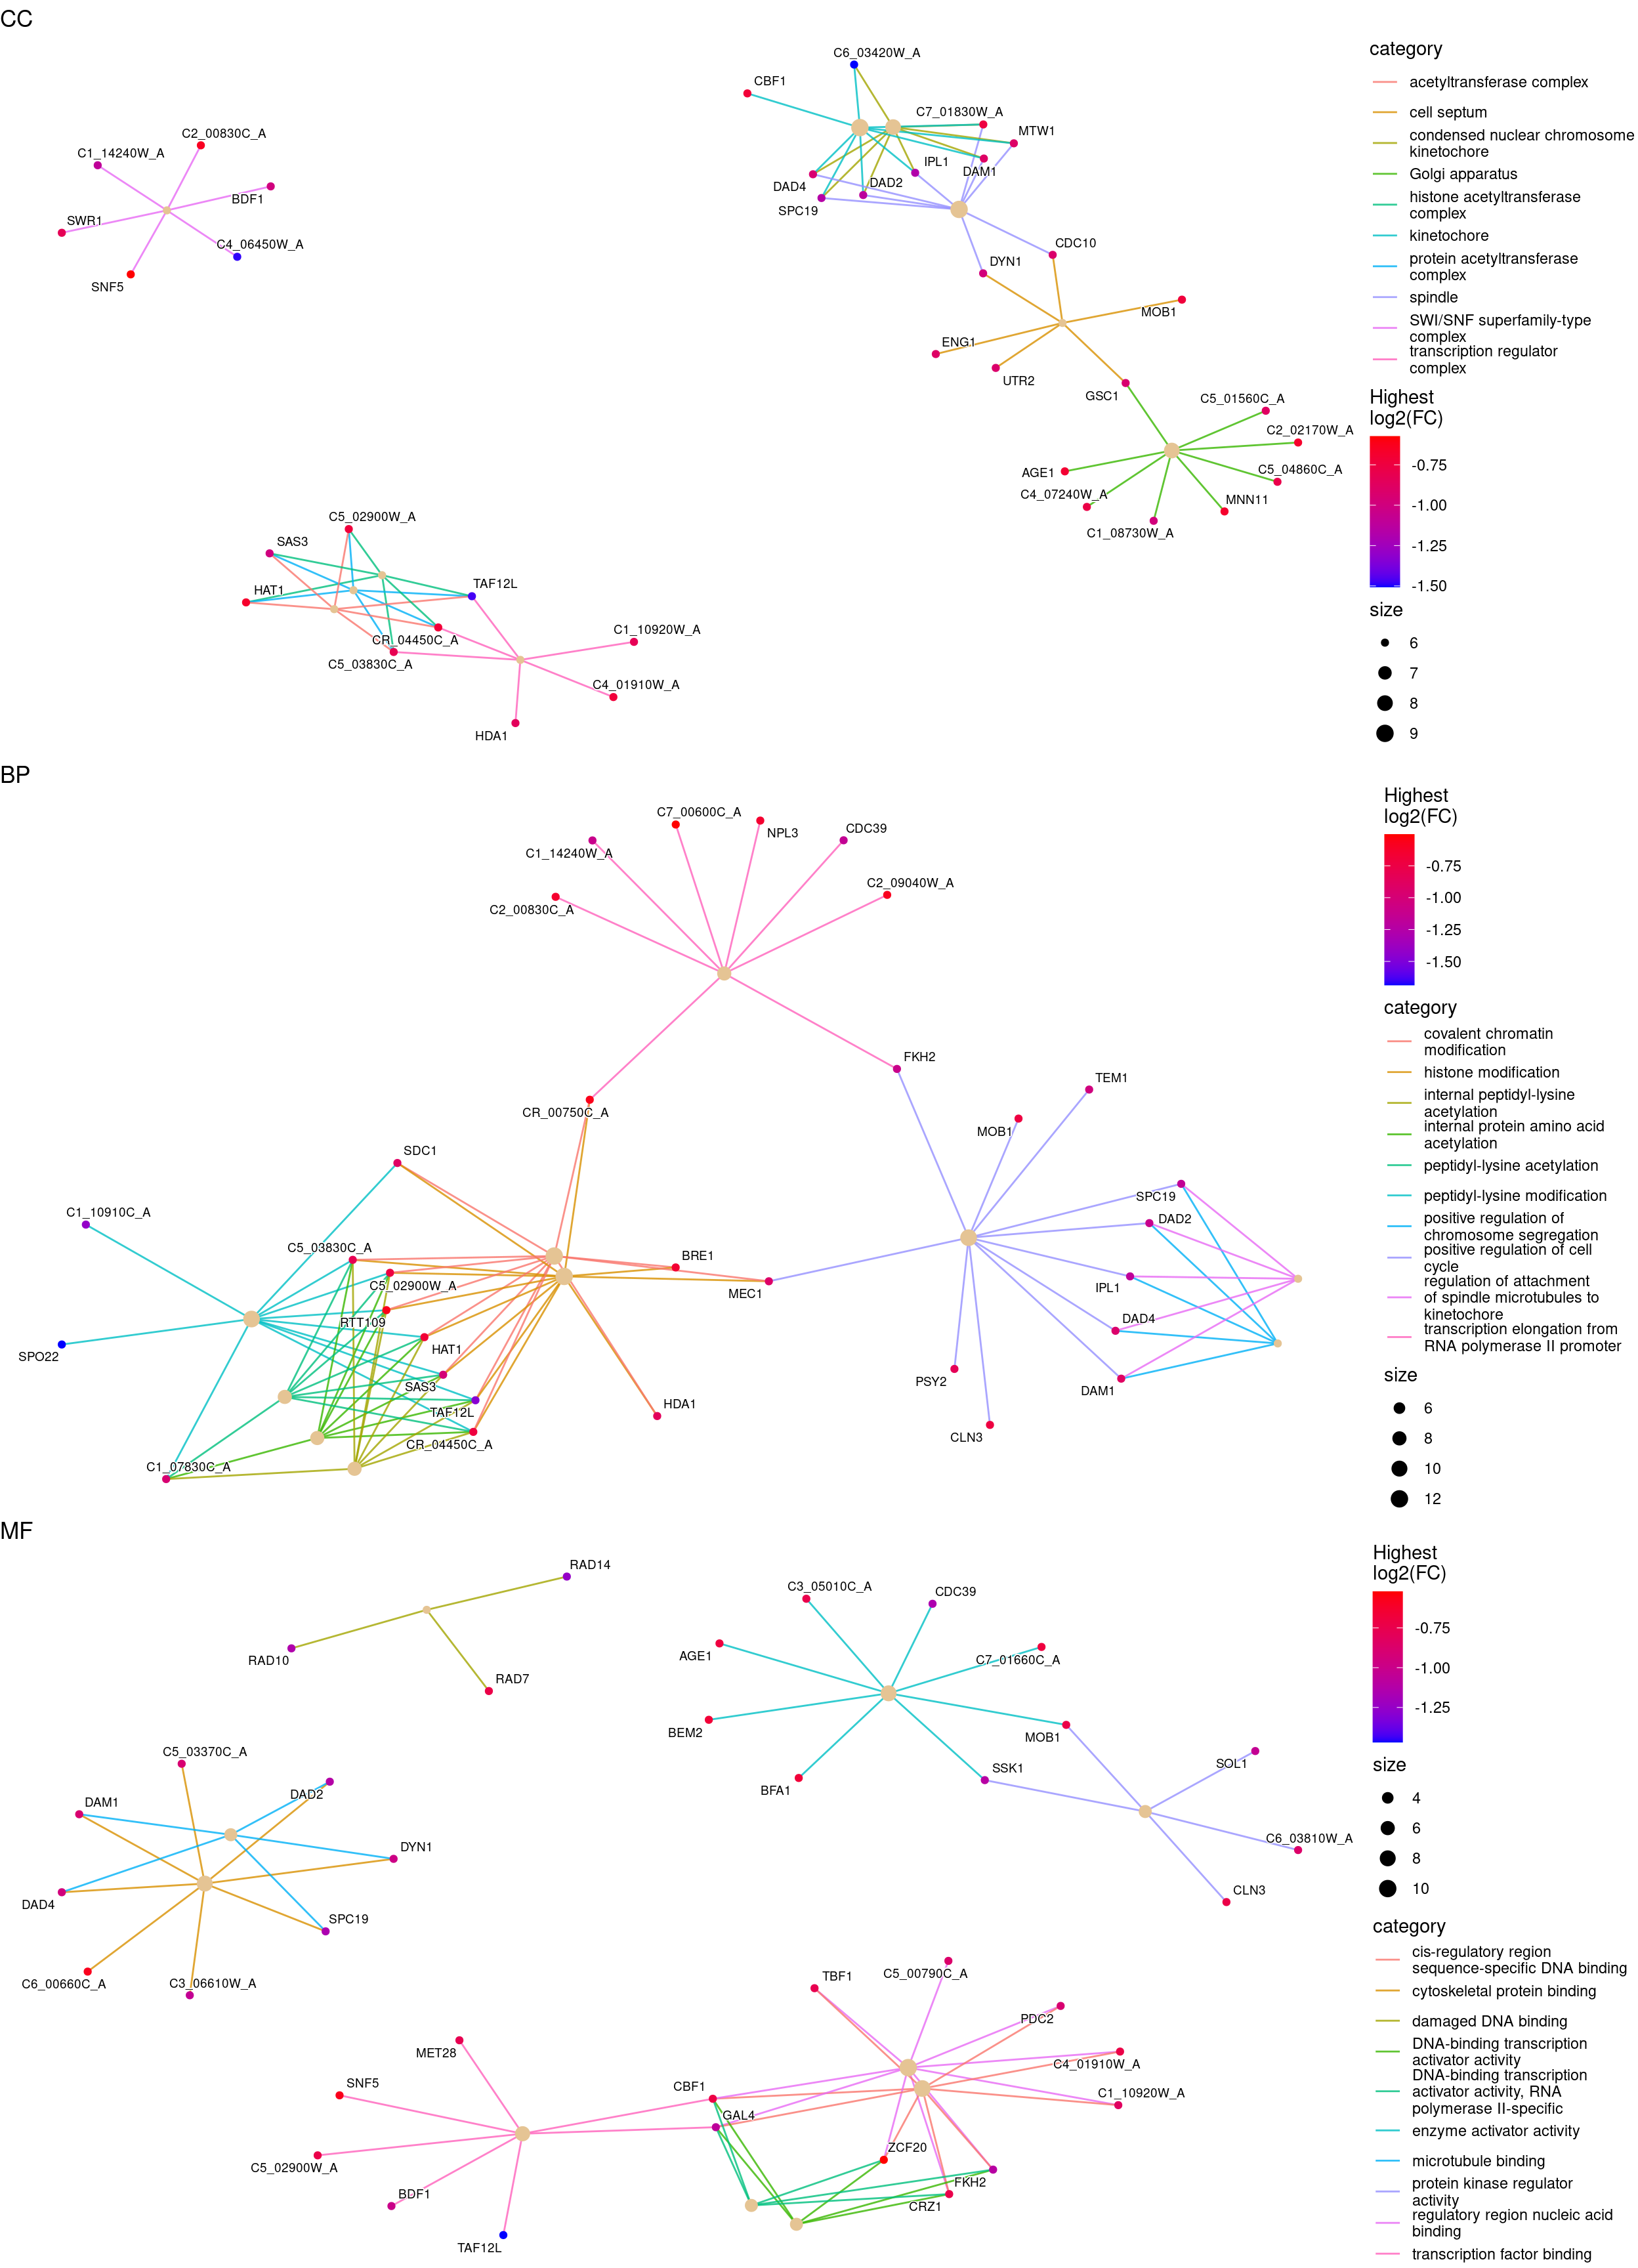 CC
C6_03420W_A
CBF1
C7_01830W_A
MTW1
C2_00830C_A
C1_14240W_A
IPL1
DAM1
DAD4
DAD2
SPC19
BDF1
SWR1
C4_06450W_A
SNF5
CDC10
DYN1
MOB1
ENG1
UTR2
GSC1
C5_01560C_A
C2_02170W_A
AGE1
C5_04860C_A
C4_07240W_A
MNN11
C1_08730W_A
C5_02900W_A
SAS3
HAT1
TAF12L
CR_04450C_A
C5_03830C_A
C1_10920W_A
C4_01910W_A
HDA1
category
acetyltransferase complex
cell septum
condensed nuclear chromosome
kinetochore
Golgi apparatus
histone acetyltransferase
complex
kinetochore
protein acetyltransferase
complex
spindle
SWI/SNF superfamily-type
complex
transcription regulator
complex
Highest
log2(FC)
-0.75
-1.00
-1.25
-1.50
size
6
7
8
9
BP
C7_00600C_A
NPL3
CDC39
C1_14240W_A
C2_09040W_A
C2_00830C_A
FKH2
TEM1
CR_00750C_A
MOB1
SDC1
SPC19
DAD2
C1_10910C_A
C5_03830C_A
BRE1
C5_02900W_A
MEC1
IPL1
RTT109
DAD4
SPO22
HAT1
SAS3
PSY2
DAM1
TAF12L
HDA1
CR_04450C_A
CLN3
C1_07830C_A
Highest
log2(FC)
-0.75
-1.00
-1.25
-1.50
category
covalent chromatin
modification
histone modification
internal peptidyl-lysine
acetylation
internal protein amino acid
acetylation
peptidyl-lysine acetylation
peptidyl-lysine modification
positive regulation of
chromosome segregation
positive regulation of cell
cycle
regulation of attachment
of spindle microtubules to
kinetochore
transcription elongation from
RNA polymerase II promoter
size
6
8
10
12
MF
RAD14
RAD10
RAD7
C3_05010C_A
CDC39
AGE1
C7_01660C_A
BEM2
MOB1
SSK1
BFA1
SOL1
C6_03810W_A
CLN3
C5_03370C_A
DAD2
DAM1
DYN1
DAD4
SPC19
C6_00660C_A
C3_06610W_A
TBF1
C5_00790C_A
PDC2
MET28
C4_01910W_A
SNF5
CBF1
C1_10920W_A
GAL4
ZCF20
C5_02900W_A
FKH2
BDF1
CRZ1
TAF12L
Highest
log2(FC)
-0.75
-1.00
-1.25
size
4
6
8
10
category
cis-regulatory region
sequence-specific DNA binding
cytoskeletal protein binding
damaged DNA binding
DNA-binding transcription
activator activity
DNA-binding transcription
activator activity, RNA
polymerase II-specific
enzyme activator activity
microtubule binding
protein kinase regulator
activity
regulatory region nucleic acid
binding
transcription factor binding